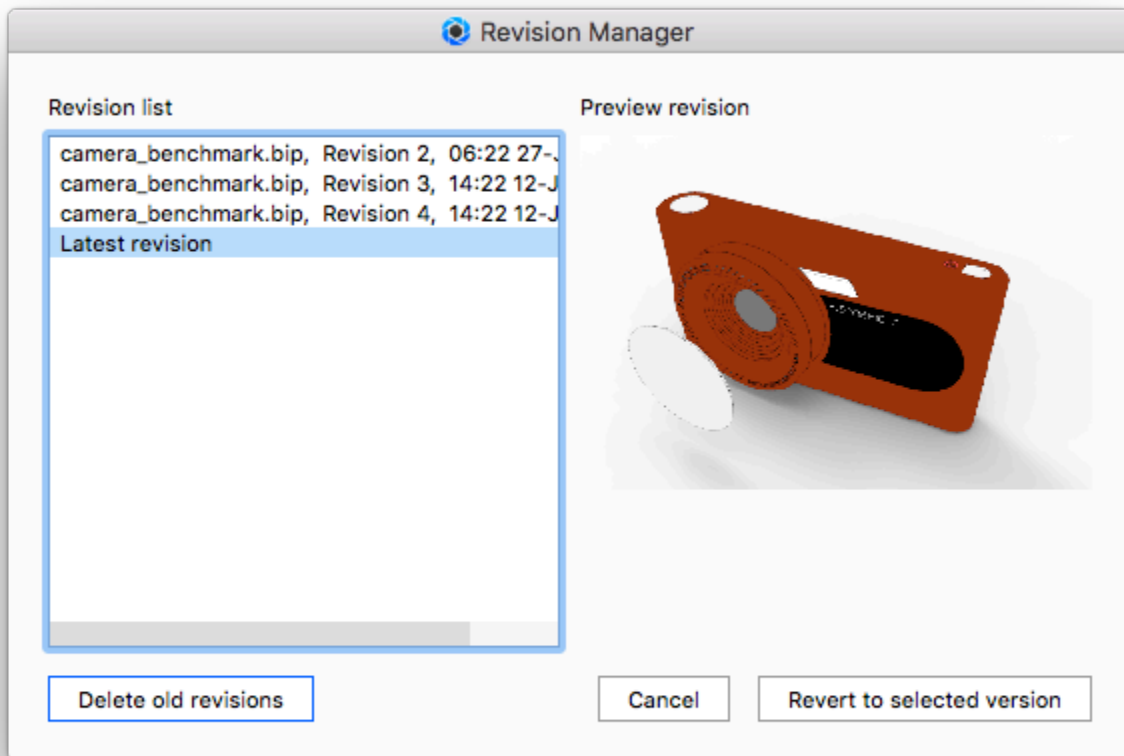 Revision Manager
Revision list
Preview revision
camera_benchmark.bip, Revision 2, 06:22 27-J
camera_benchmark.bip, Revision 3, 14:22 12-J
camera_benchmark.bip, Revision 4, 14:22 12-J
Latest revision
Delete old revisions
Cancel
Revert to selected version